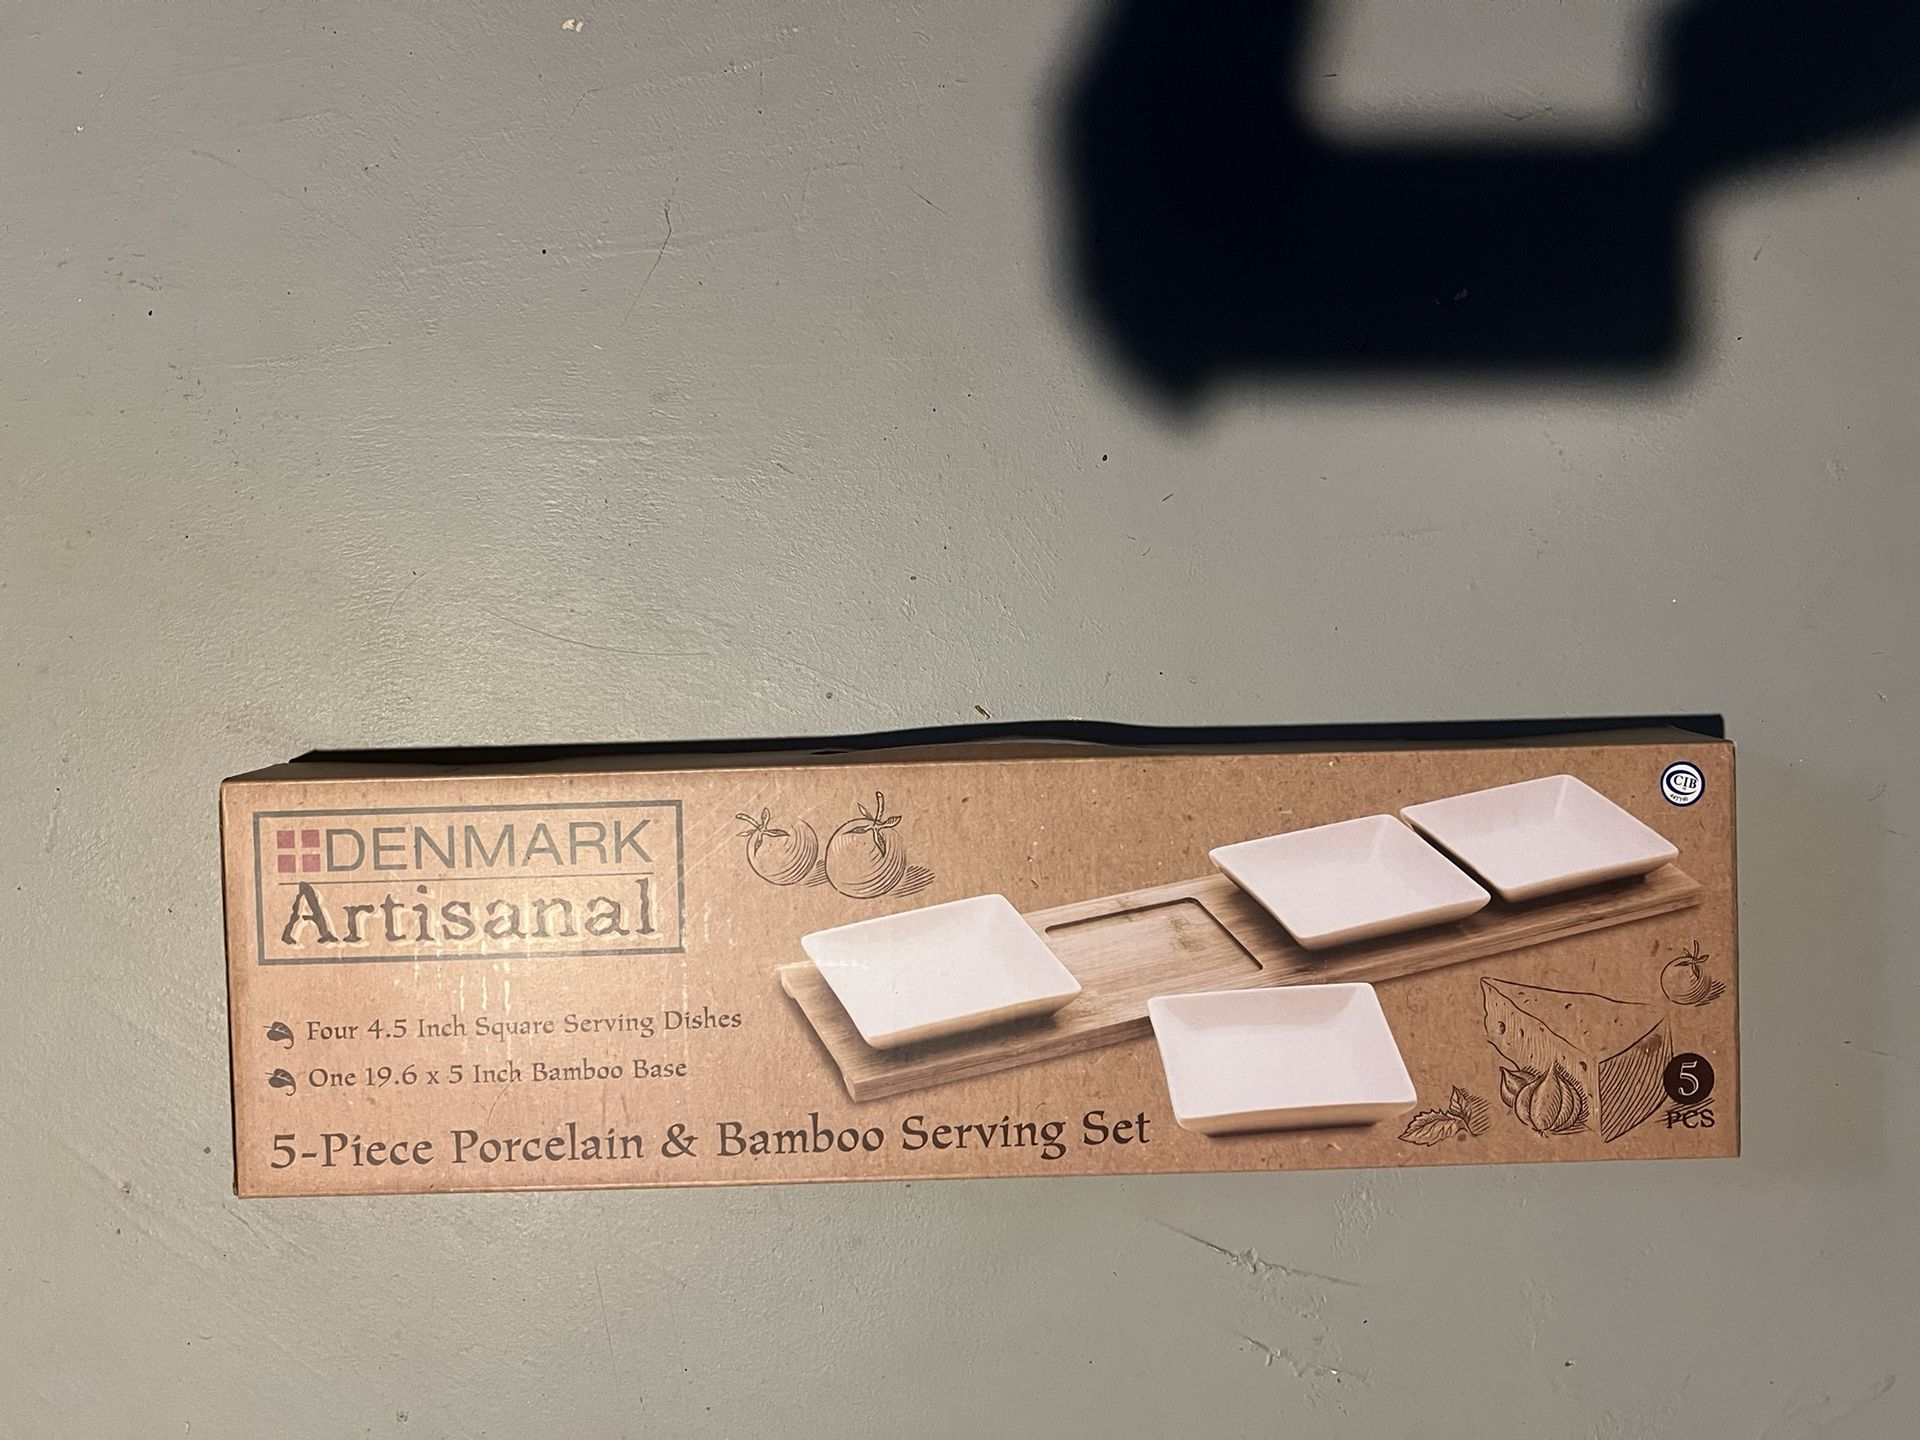 DENMARK
Artisanal
Four 4.5 Inch Square Serving Dishes
One 19.6 x 5 Inch Bamboo Base
5-Piece Porcelain & Bamboo Serving Set
CIB
5
PCS